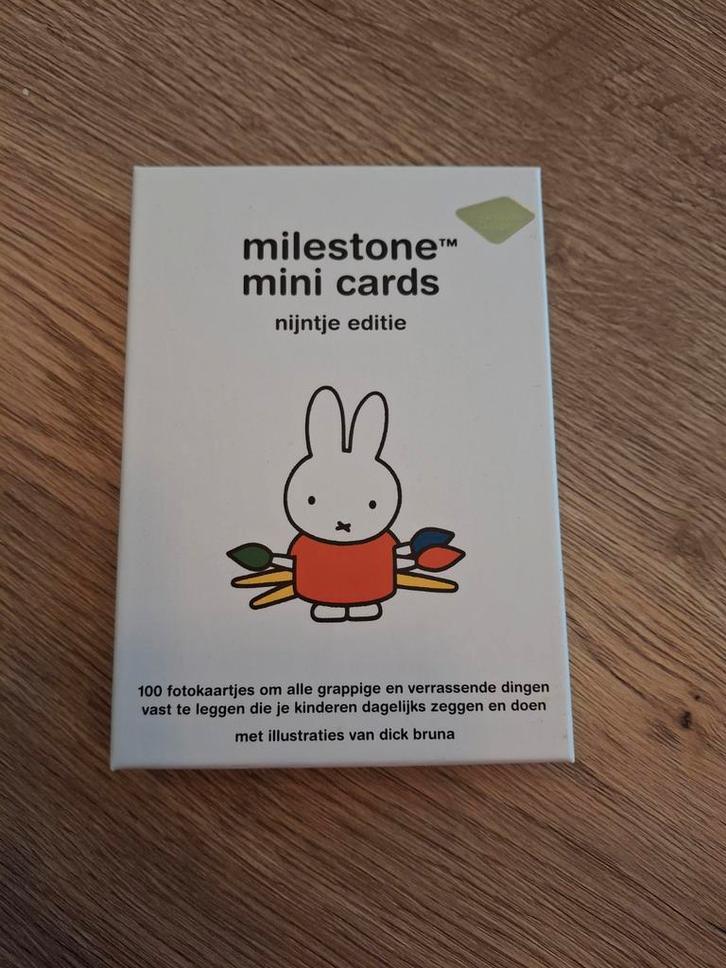 milestone™
mini cards
nijntje editie
100 fotokaartjes om alle grappige en verrassende dingen
vast te leggen die je kinderen dagelijks zeggen en doen
met illustraties van dick bruna